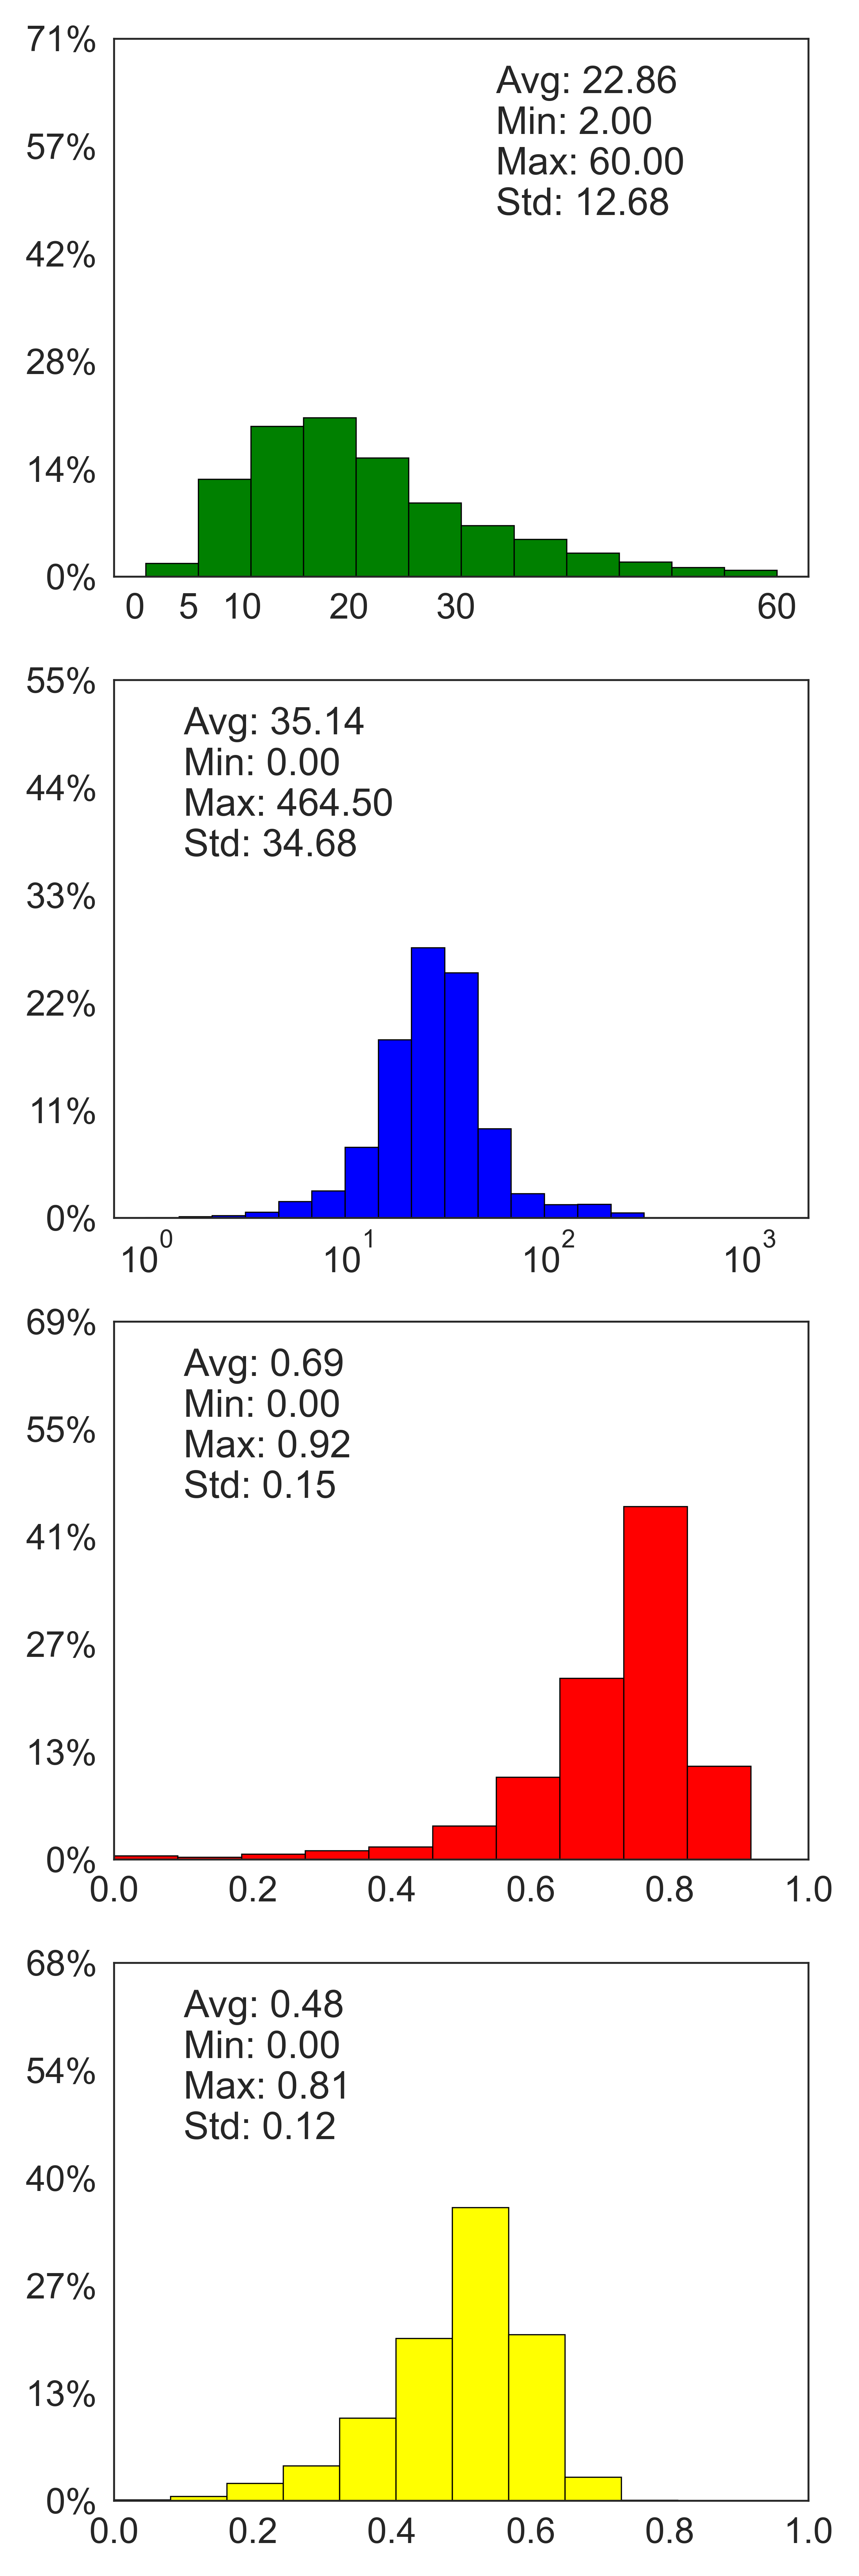 71%
Avg: 22.86
Min: 2.00
57%
Max: 60.00
Std: 12.68
42%
28%
14%
0%
0 5 10 20 30 60
55%
Avg: 35.14
Min: 0.00
44%
Max: 464.50
Std: 34.68
33%
22%
11%
0%
10^0 10^1 10^2 10^3
69%
Avg: 0.69
Min: 0.00
55%
Max: 0.92
Std: 0.15
41%
27%
13%
0%
0.0 0.2 0.4 0.6 0.8 1.0
68%
Avg: 0.48
Min: 0.00
54%
Max: 0.81
Std: 0.12
40%
27%
13%
0%
0.0 0.2 0.4 0.6 0.8 1.0